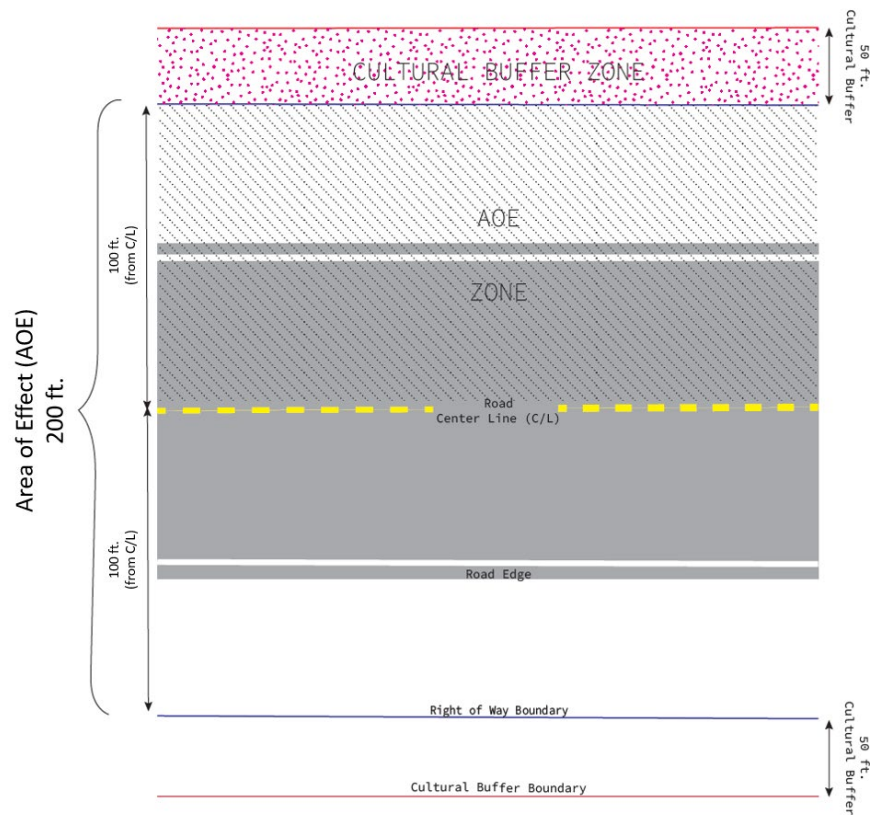 50 ft.
Cultural Buffer
CULTURAL BUFFER ZONE
AOE
100 ft.
(from C/L)
ZONE
Area of Effect (AOE)
200 ft.
Road
Center Line (C/L)
100 ft.
(from C/L)
Road Edge
Right of Way Boundary
50 ft.
Cultural Buffer
Cultural Buffer Boundary